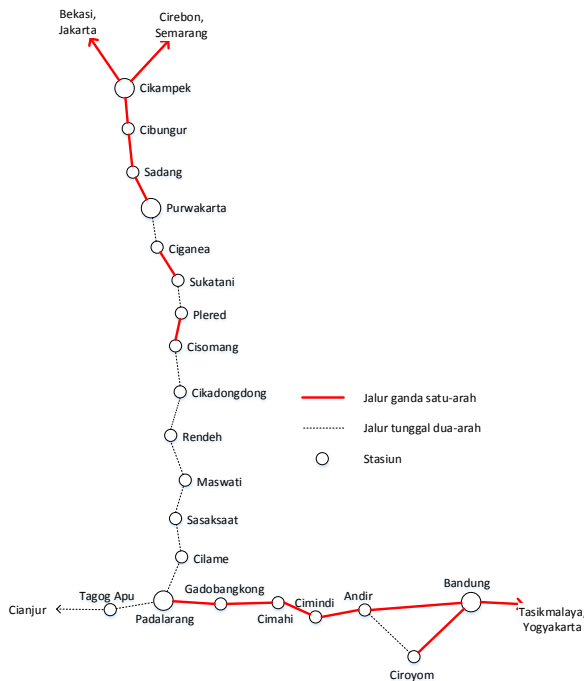 Bekasi,
Jakarta
Cirebon,
Semarang
Cikampek
Cibungur
Sadang
Purwakarta
Ciganea
Sukatani
Plered
Cisomang
Cikadongdong
Jalur ganda satu-arah
Jalur tunggal dua-arah
Rendeh
Stasiun
Maswati
Sasaksaat
Cilame
Cianjur
Tagog Apu
Padalarang
Gadobangkong
Cimahi
Cimindi
Andir
Bandung
Tasikmalaya,
Yogyakarta
Ciroyom